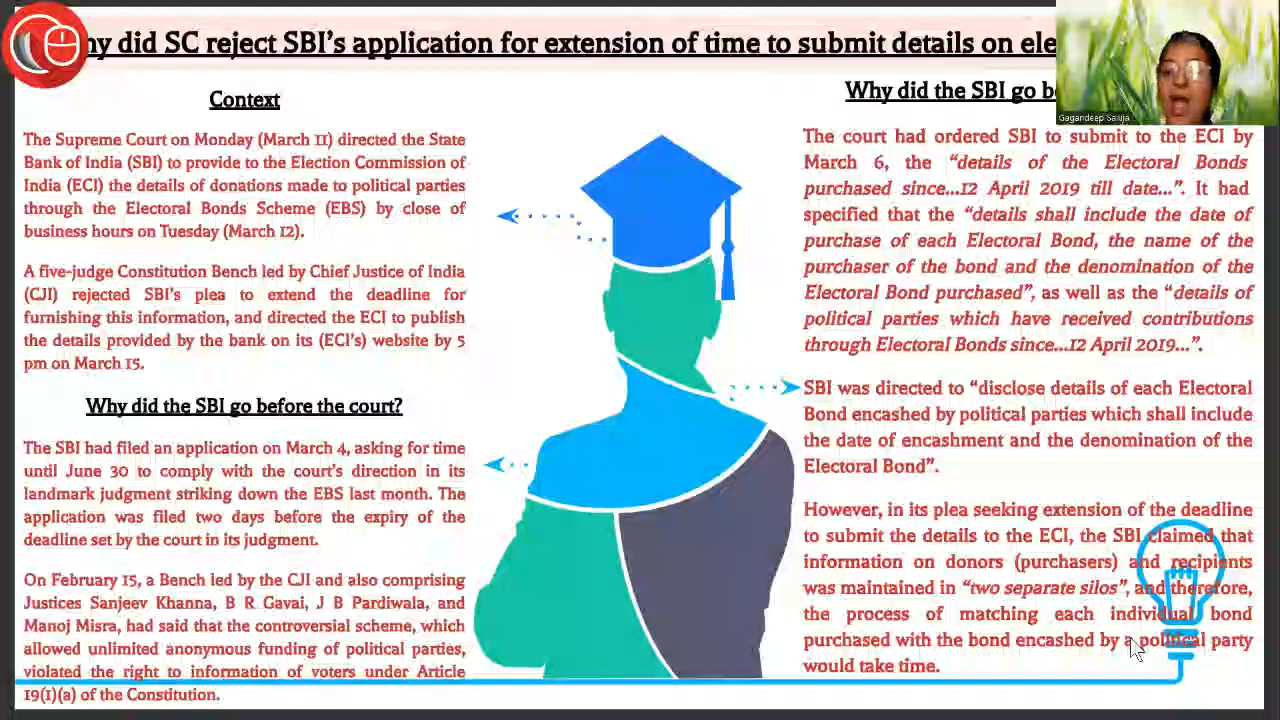 hy did SC reject SBI's application for extension of time to submit details on ele
Context
The Supreme Court on Monday (March 11) directed the State
Bank of India (SBI) to provide to the Election Commission of
India (ECI) the details of donations made to political parties
through the Electoral Bonds Scheme (EBS) by close of
business hours on Tuesday (March 12).
A five-judge Constitution Bench led by Chief Justice of India
(CJI) rejected SBI's plea to extend the deadline for
furnishing this information, and directed the ECI to publish
the details provided by the bank on its (ECI's) website by 5
pm on March 15.
Why did the SBI go before the court?
The SBI had filed an application on March 4, asking for time
until June 30 to comply with the court's direction in its
landmark judgment striking down the EBS last month. The
application was filed two days before the expiry of the
deadline set by the court in its judgment.
On February 15, a Bench led by the CJI and also comprising
Justices Sanjeev Khanna, B R Gavai, J B Pardiwala, and
Manoj Misra, had said that the controversial scheme, which
allowed unlimited anonymous funding of political parties,
violated the right to information of voters under Article
19(1)(a) of the Constitution.
Why did the SBI go be
Gagandeep Saluja
The court had ordered SBI to submit to the ECI by
March 6, the "details of the Electoral Bonds
purchased since...12 April 2019 till date...". It had
specified that the "details shall include the date of
purchase of each Electoral Bond, the name of the
purchaser of the bond and the denomination of the
Electoral Bond purchased", as well as the "details of
political parties which have received contributions
through Electoral Bonds since...12 April 2019...".
SBI was directed to "disclose details of each Electoral
Bond encashed by political parties which shall include
the date of encashment and the denomination of the
Electoral Bond".
However, in its plea seeking extension of the deadline
to submit the details to the ECI, the SBI claimed that
information on donors (purchasers) and recipients
was maintained in "two separate silos", and therefore,
the process of matching each individual bond
purchased with the bond encashed by a political party
would take time.